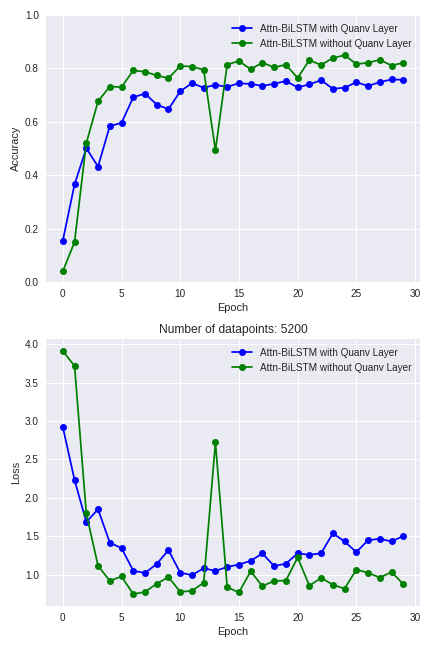 1.0
0.8
0.6
0.4
0.2
0.0
Accuracy
Attn-BiLSTM with Quanv Layer
Attn-BiLSTM without Quanv Layer
0 5 10 15 20 25 30
Epoch
Number of datapoints: 5200
4.0
3.5
3.0
2.5
2.0
1.5
1.0
Loss
Attn-BiLSTM with Quanv Layer
Attn-BiLSTM without Quanv Layer
0 5 10 15 20 25 30
Epoch